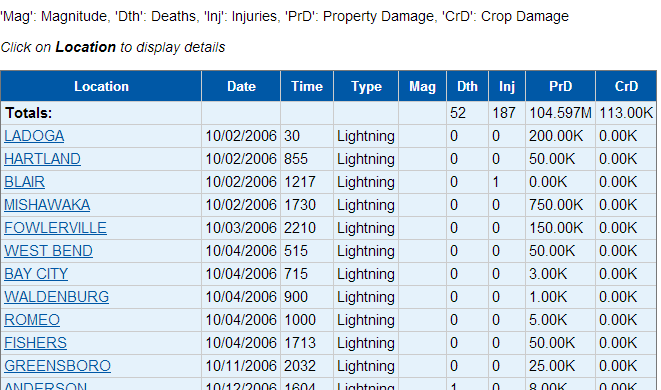 'Mag': Magnitude, 'Dth': Deaths, 'Inj': Injuries, 'PrD': Property Damage, 'CrD': Crop Damage
Click on Location to display details
Location Date Time Type Mag Dth Inj PrD CrD
Totals: 52 187 104.597M 113.00K
LADOGA 10/02/2006 30 Lightning 0 0 200.00K 0.00K
HARTLAND 10/02/2006 855 Lightning 0 0 50.00K 0.00K
BLAIR 10/02/2006 1217 Lightning 0 1 0.00K 0.00K
MISHAWAKA 10/02/2006 1730 Lightning 0 0 750.00K 0.00K
FOWLERVILLE 10/03/2006 2210 Lightning 0 0 150.00K 0.00K
WEST BEND 10/04/2006 515 Lightning 0 0 50.00K 0.00K
BAY CITY 10/04/2006 715 Lightning 0 0 3.00K 0.00K
WALDENBURG 10/04/2006 900 Lightning 0 0 1.00K 0.00K
ROMEO 10/04/2006 1000 Lightning 0 0 5.00K 0.00K
FISHERS 10/04/2006 1713 Lightning 0 0 50.00K 0.00K
GREENSBORO 10/11/2006 2032 Lightning 0 0 25.00K 0.00K
ANDERSON 10/12/2006 1604 Lightning 1 0 8.00K 0.00K